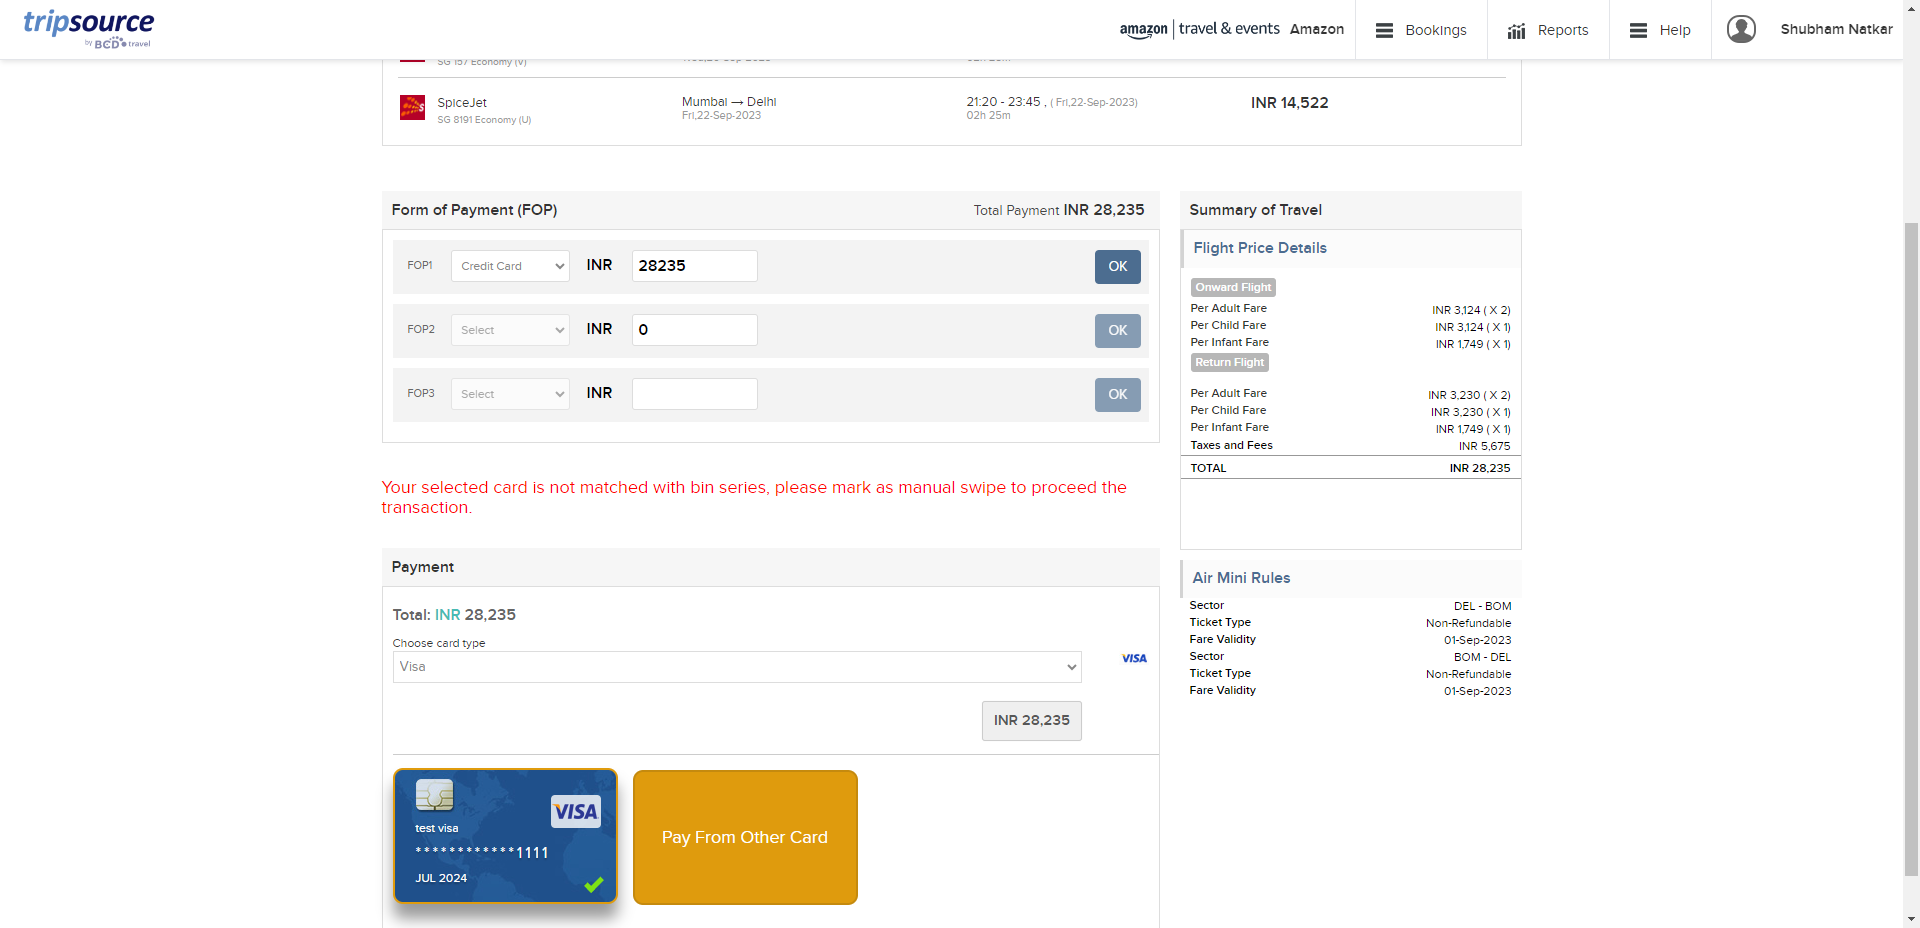 tripsource
by BCD travel
amazon | travel & events Amazon
Bookings
Reports
Help
Shubham Natkar
SG 157 Economy (V)
SpiceJet
SG 8191 Economy (U)
Mumbai → Delhi
Fri,22-Sep-2023
21:20 - 23:45 , ( Fri,22-Sep-2023)
02h 25m
INR 14,522
Form of Payment (FOP)
Total Payment INR 28,235
FOP1 Credit Card INR 28235 OK
FOP2 Select INR 0 OK
FOP3 Select INR OK
Your selected card is not matched with bin series, please mark as manual swipe to proceed the
transaction.
Payment
Total: INR 28,235
Choose card type
Visa
VISA
INR 28,235
VISA
test visa
* * * * * * * * * * * * 1111
JUL 2024
Pay From Other Card
Summary of Travel
Flight Price Details
Onward Flight
Per Adult Fare INR 3,124 ( X 2)
Per Child Fare INR 3,124 ( X 1)
Per Infant Fare INR 1,749 ( X 1)
Return Flight
Per Adult Fare INR 3,230 ( X 2)
Per Child Fare INR 3,230 ( X 1)
Per Infant Fare INR 1,749 ( X 1)
Taxes and Fees INR 5,675
TOTAL INR 28,235
Air Mini Rules
Sector DEL - BOM
Ticket Type Non-Refundable
Fare Validity 01-Sep-2023
Sector BOM - DEL
Ticket Type Non-Refundable
Fare Validity 01-Sep-2023